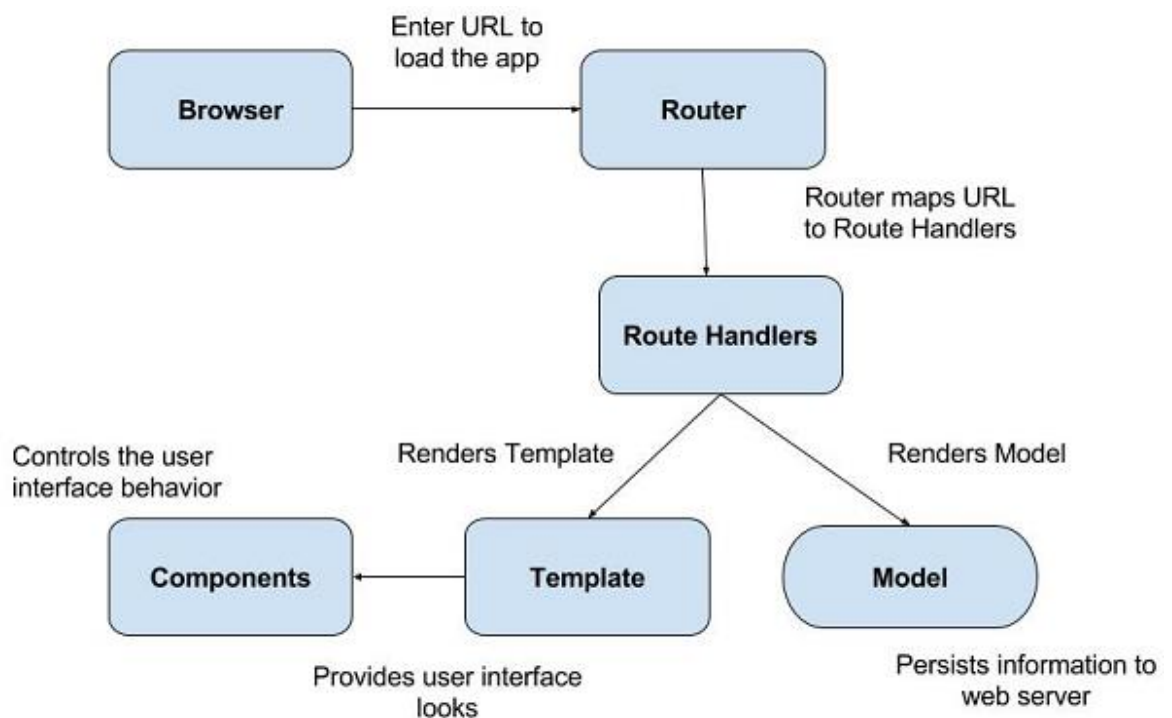 Enter URL to
load the app
Browser
Router
Router maps URL
to Route Handlers
Route Handlers
Renders Template
Renders Model
Controls the user
interface behavior
Components
Template
Model
Provides user interface
looks
Persists information to
web server